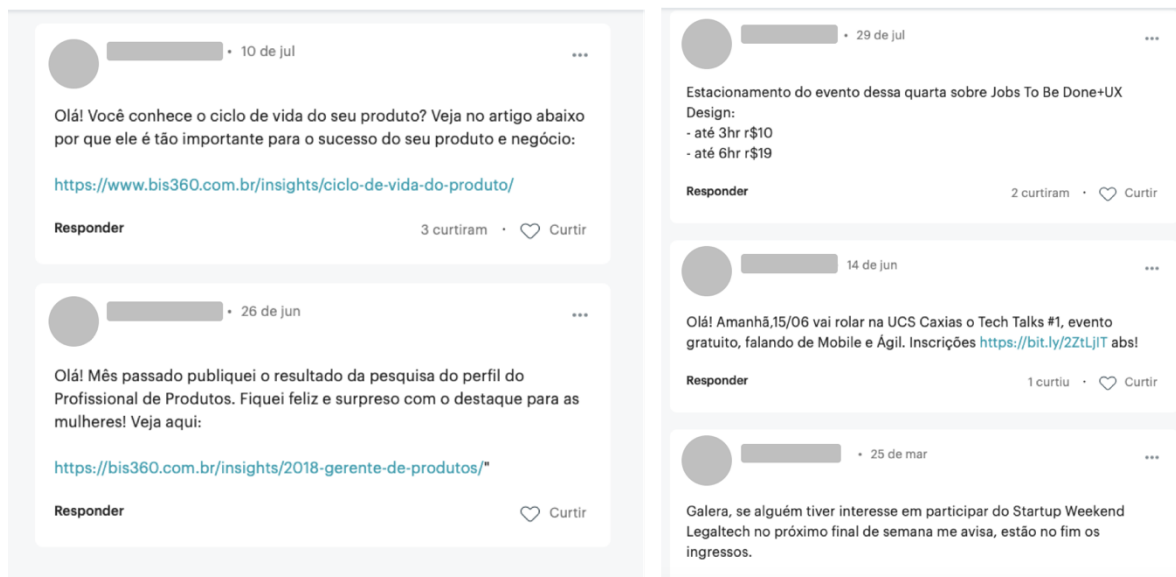 • 10 de jul
Olá! Você conhece o ciclo de vida do seu produto? Veja no artigo abaixo
por que ele é tão importante para o sucesso do seu produto e negócio:
https://www.bis360.com.br/insights/ciclo-de-vida-do-produto/
Responder
3 curtiram • Curtir
• 26 de jun
Olá! Mês passado publiquei o resultado da pesquisa do perfil do
Profissional de Produtos. Fiquei feliz e surpreso com o destaque para as
mulheres! Veja aqui:
https://bis360.com.br/insights/2018-gerente-de-produtos/"
Responder
Curtir
• 29 de jul
Estacionamento do evento dessa quarta sobre Jobs To Be Done+UX
Design:
- até 3hr r$10
- até 6hr r$19
Responder
2 curtiram • Curtir
14 de jun
Olá! Amanhã,15/06 vai rolar na UCS Caxias o Tech Talks #1, evento
gratuito, falando de Mobile e Ágil. Inscrições https://bit.ly/2ZtLjIT abs!
Responder
1 curtiu • Curtir
• 25 de mar
Galera, se alguém tiver interesse em participar do Startup Weekend
Legaltech no próximo final de semana me avisa, estão no fim os
ingressos.